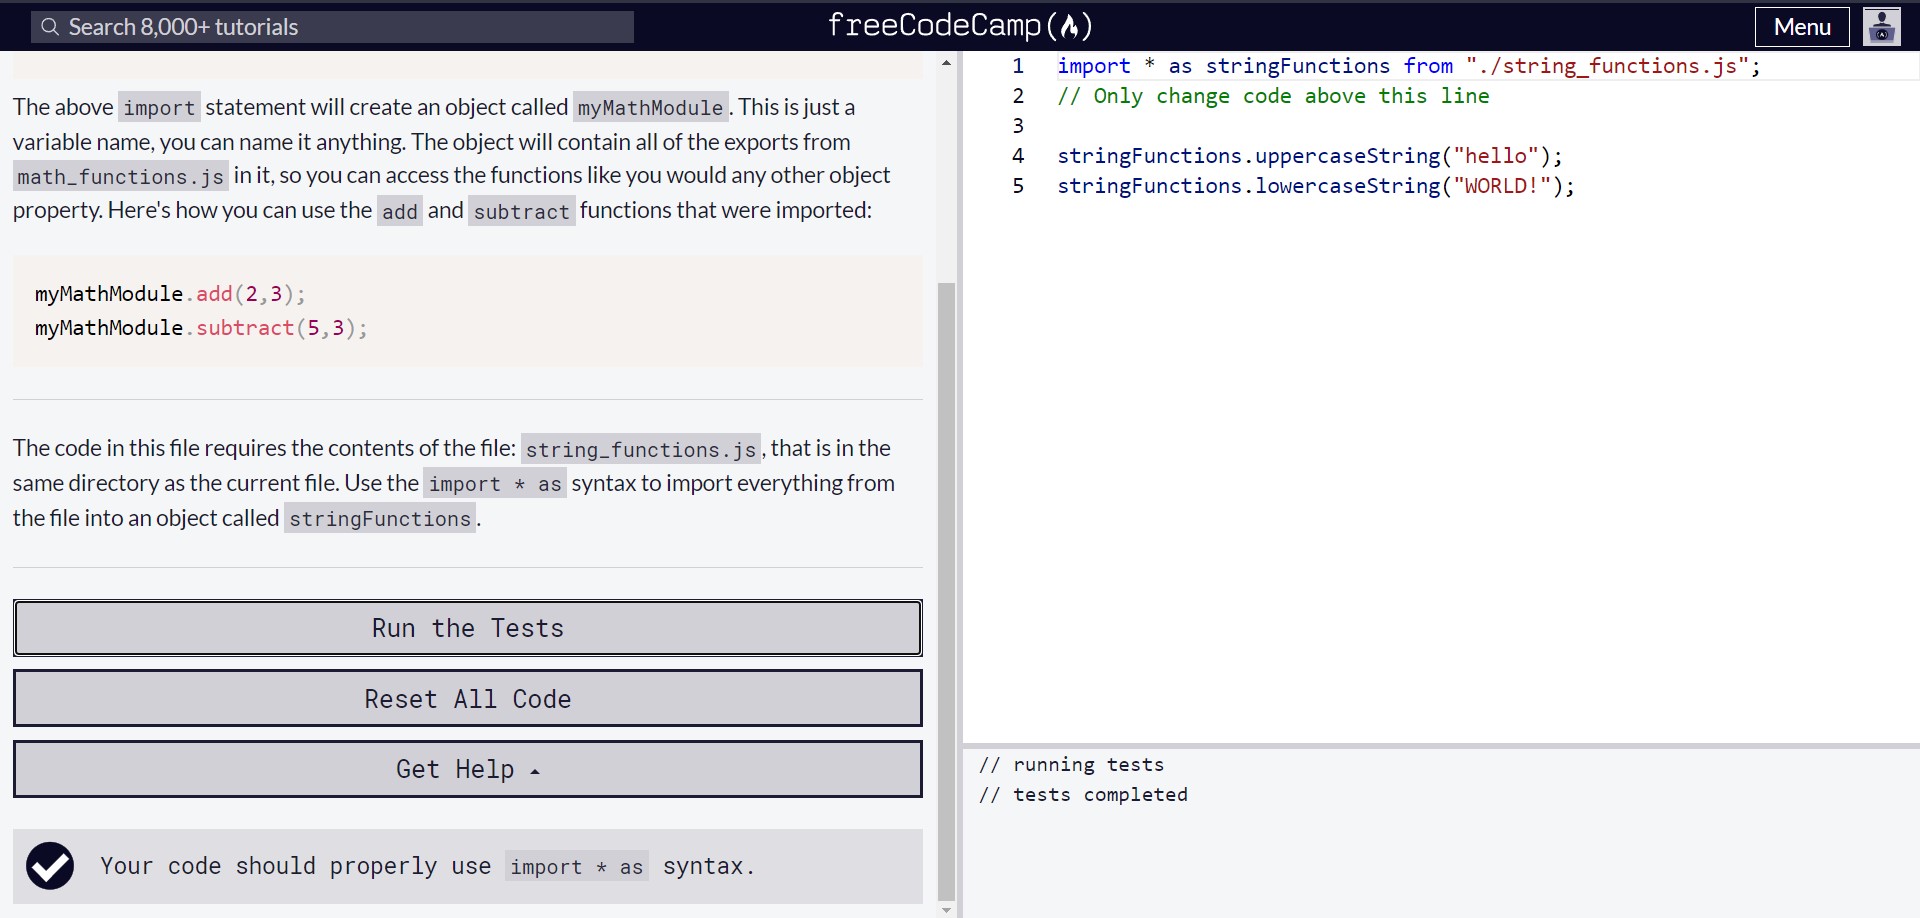 Search 8,000+ tutorials
freeCodeCamp
Menu
The above import statement will create an object called myMathModule. This is just a
variable name, you can name it anything. The object will contain all of the exports from
math_functions.js in it, so you can access the functions like you would any other object
property. Here's how you can use the add and subtract functions that were imported:
myMathModule.add(2,3);
myMathModule.subtract(5,3);
The code in this file requires the contents of the file: string_functions.js, that is in the
same directory as the current file. Use the import * as syntax to import everything from
the file into an object called stringFunctions.
Run the Tests
Reset All Code
Get Help
Your code should properly use import * as syntax.
1 import * as stringFunctions from "./string_functions.js";
2 // Only change code above this line
3
4 stringFunctions.uppercaseString("hello");
5 stringFunctions.lowercaseString("WORLD!");
// running tests
// tests completed